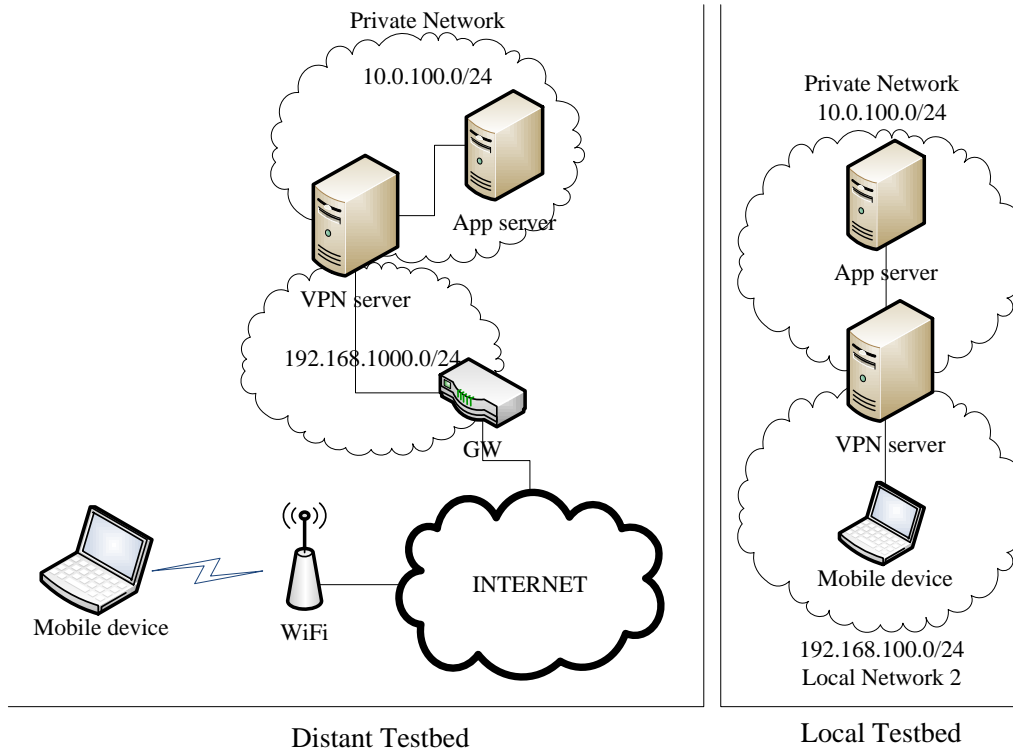 Private Network
10.0.100.0/24
App server
VPN server
192.168.1000.0/24
GW
INTERNET
Mobile device
WiFi
Distant Testbed
Private Network
10.0.100.0/24
App server
VPN server
Mobile device
192.168.100.0/24
Local Network 2
Local Testbed